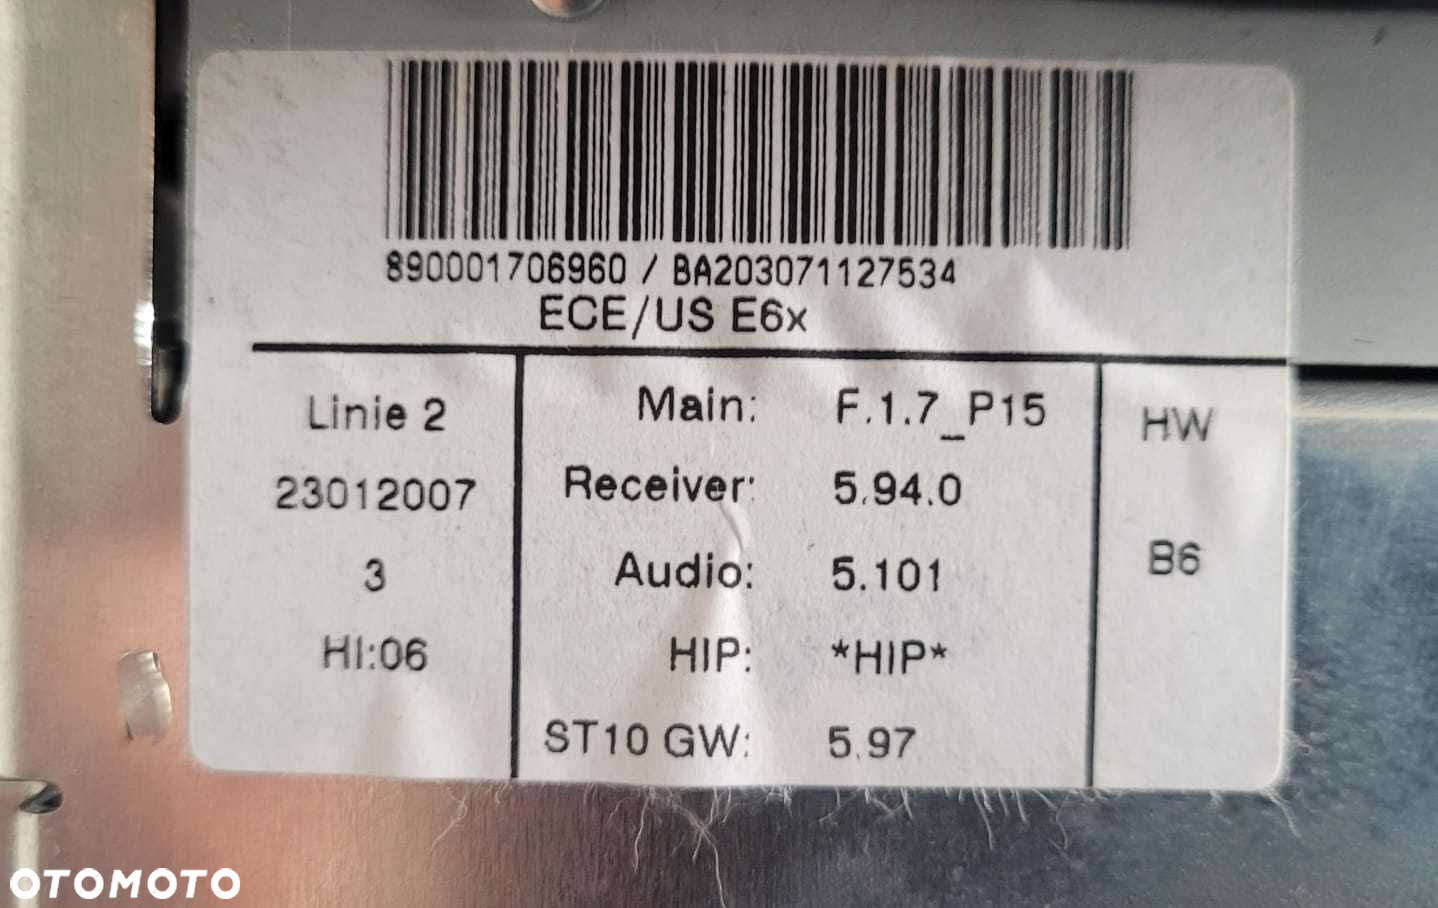 890001706960 / BA203071127534
ECE/US E6x
Linie 2
23012007
3
HI:06
Main: F.1.7_P15
Receiver: 5.94.0
Audio: 5.101
HIP: *HIP*
ST10 GW: 5.97
HW
B6
OTOMOTO